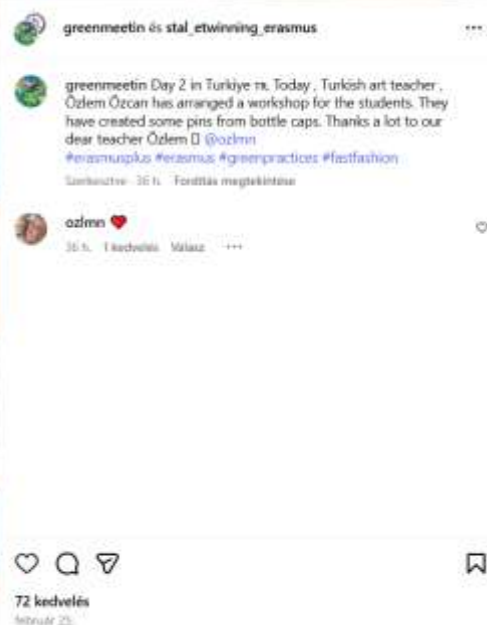 greenmeetin és stal_etwinning_erasmus
greenmeetin Day 2 in Turkiye TR. Today , Turkish art teacher ,
Özlem Özcan has arranged a workshop for the students. They
have created some pins from bottle caps. Thanks a lot to our
dear teacher Özlem @ozlmn
#erasmusplus #erasmus #greenpractices #fastfashion
Szerkesztve · 36 h. Fordítás megtekintése
ozlmn ❤
36 h. 1 kedvelés Válasz
72 kedvelés
február 25.